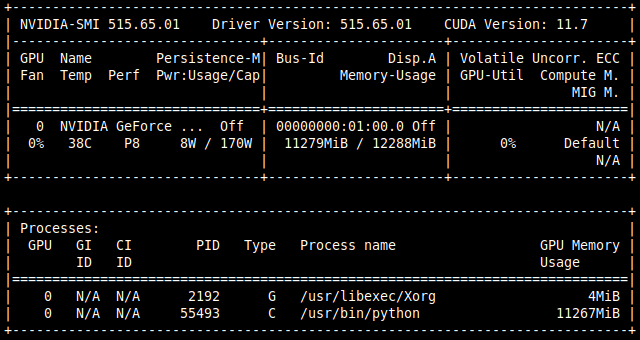 +-----------------------------------------------------------------------------+
| NVIDIA-SMI 515.65.01    Driver Version: 515.65.01    CUDA Version: 11.7     |
|-------------------------------+----------------------+----------------------+
| GPU  Name        Persistence-M| Bus-Id        Disp.A | Volatile Uncorr. ECC |
| Fan  Temp  Perf  Pwr:Usage/Cap|         Memory-Usage | GPU-Util  Compute M. |
|                               |                      |               MIG M. |
|===============================+======================+======================|
|   0  NVIDIA GeForce ...  Off  | 00000000:01:00.0 Off |                  N/A |
|  0%   38C    P8     8W / 170W |  11279MiB / 12288MiB |      0%      Default |
|                               |                      |                  N/A |
+-------------------------------+----------------------+----------------------+

+-----------------------------------------------------------------------------+
| Processes:                                                                  |
|  GPU   GI   CI        PID   Type   Process name                  GPU Memory |
|        ID   ID                                                   Usage      |
|=============================================================================|
|    0   N/A  N/A      2192      G   /usr/libexec/Xorg                   4MiB |
|    0   N/A  N/A     55493      C   /usr/bin/python                 11267MiB |
+-----------------------------------------------------------------------------+